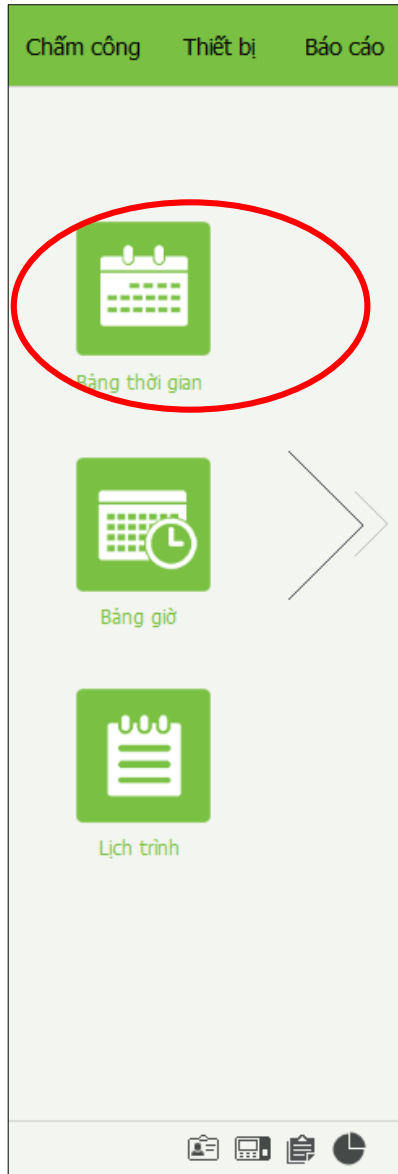 Chấm công Thiết bị Báo cáo
Bảng thời gian
Bảng giờ
Lịch trình